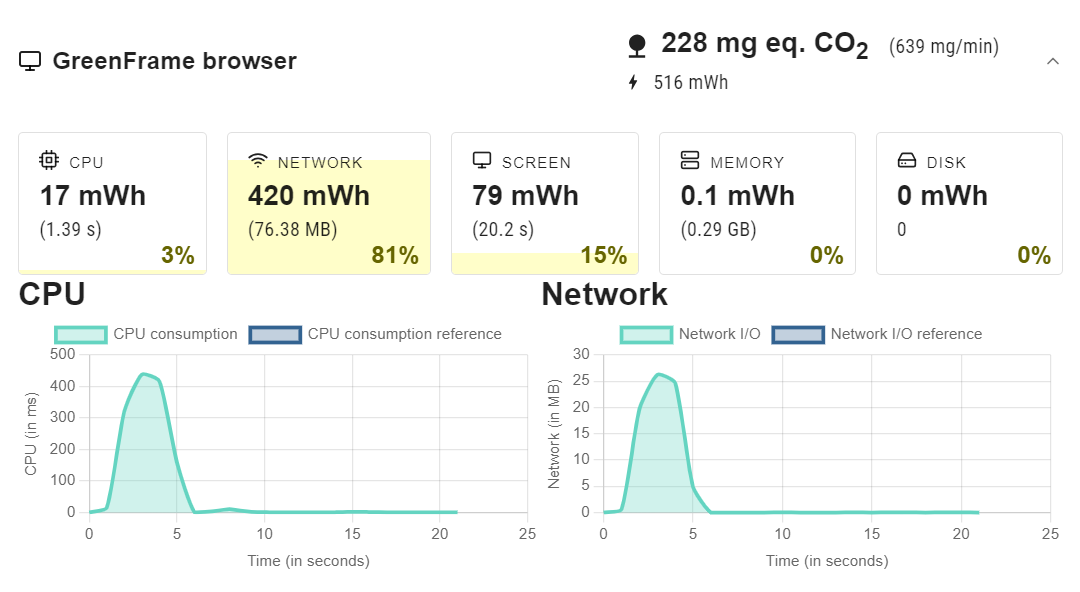 GreenFrame browser
228 mg eq. CO2 (639 mg/min)
516 mWh
CPU
17 mWh
(1.39 s)
3%
NETWORK
420 mWh
(76.38 MB)
81%
SCREEN
79 mWh
(20.2 s)
15%
MEMORY
0.1 mWh
(0.29 GB)
0%
DISK
0 mWh
0
0%
CPU
CPU consumption CPU consumption reference
500
400
300
200
100
0
CPU (in ms)
0 5 10 15 20 25
Time (in seconds)
Network
Network I/O Network I/O reference
30
25
20
15
10
5
0
Network (in MB)
0 5 10 15 20 25
Time (in seconds)